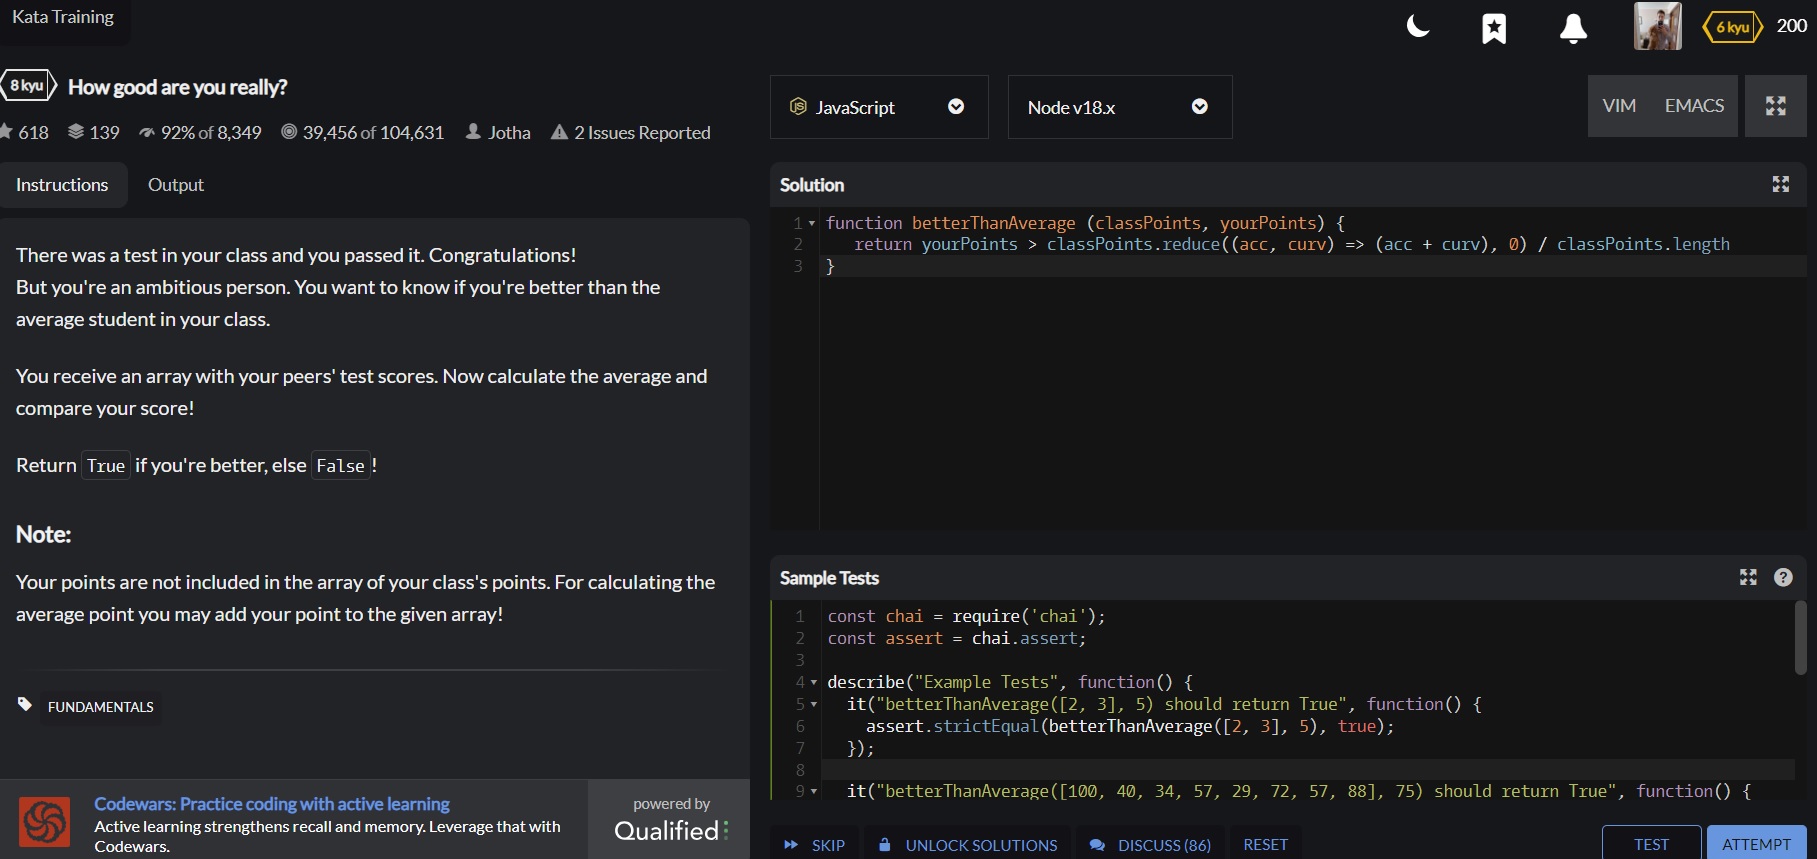 Kata Training
6 kyu 200
8 kyu How good are you really?
618 139 92% of 8,349 39,456 of 104,631 Jotha 2 Issues Reported
Instructions Output
There was a test in your class and you passed it. Congratulations!
But you're an ambitious person. You want to know if you're better than the
average student in your class.
You receive an array with your peers' test scores. Now calculate the average and
compare your score!
Return True if you're better, else False !
Note:
Your points are not included in the array of your class's points. For calculating the
average point you may add your point to the given array!
FUNDAMENTALS
Codewars: Practice coding with active learning
Active learning strengthens recall and memory. Leverage that with
Codewars.
powered by
Qualified
JS JavaScript Node v18.x VIM EMACS
Solution
1 function betterThanAverage (classPoints, yourPoints) {
2 return yourPoints > classPoints.reduce((acc, curv) => (acc + curv), 0) / classPoints.length
3 }
Sample Tests ?
1 const chai = require('chai');
2 const assert = chai.assert;
3
4 describe("Example Tests", function() {
5 it("betterThanAverage([2, 3], 5) should return True", function() {
6 assert.strictEqual(betterThanAverage([2, 3], 5), true);
7 });
8
9 it("betterThanAverage([100, 40, 34, 57, 29, 72, 57, 88], 75) should return True", function() {
SKIP UNLOCK SOLUTIONS DISCUSS (86) RESET TEST ATTEMPT